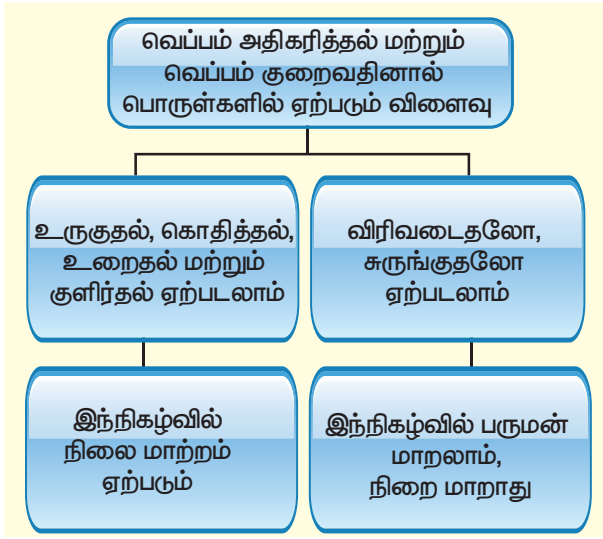 வெப்பம் அதிகரித்தல் மற்றும்
வெப்பம் குறைவதினால்
பொருள்களில் ஏற்படும் விளைவு
உருகுதல், கொதித்தல்,
உறைதல் மற்றும்
குளிர்தல் ஏற்படலாம்
விரிவடைதலோ,
சுருங்குதலோ
ஏற்படலாம்
இந்நிகழ்வில்
நிலை மாற்றம்
ஏற்படும்
இந்நிகழ்வில் பருமன்
மாறலாம்,
நிறை மாறாது